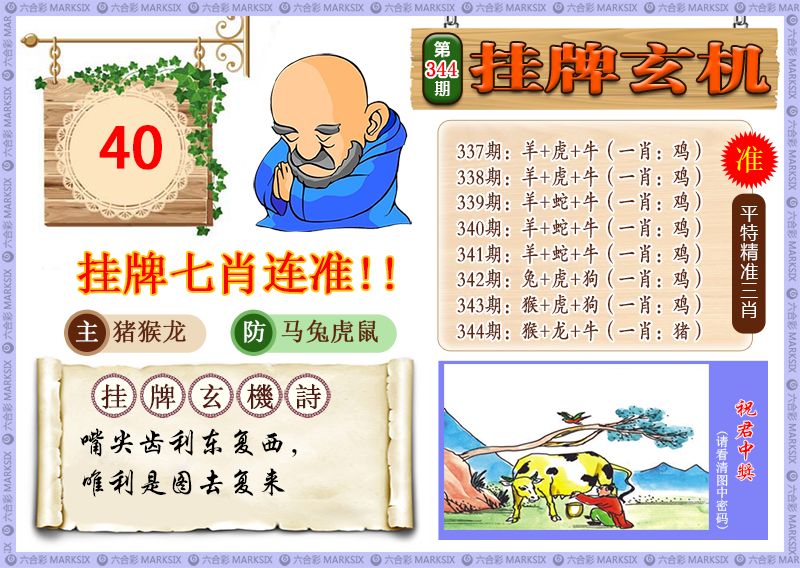 六合彩 MARKSIX
40
第
344
期
挂牌玄机
337期：羊+虎+牛（一肖：鸡）
338期：羊+虎+牛（一肖：鸡）
339期：羊+蛇+牛（一肖：鸡）
340期：羊+蛇+牛（一肖：鸡）
341期：羊+蛇+牛（一肖：鸡）
342期：兔+虎+狗（一肖：鸡）
343期：猴+虎+狗（一肖：鸡）
344期：猴+龙+牛（一肖：猪）
准
平特精准三肖
挂牌七肖连准!!
主 猪猴龙
防 马兔虎鼠
挂牌玄機詩
嘴尖齿利东复西，
唯利是图去复来
祝君中奖
(请看清图中密码)